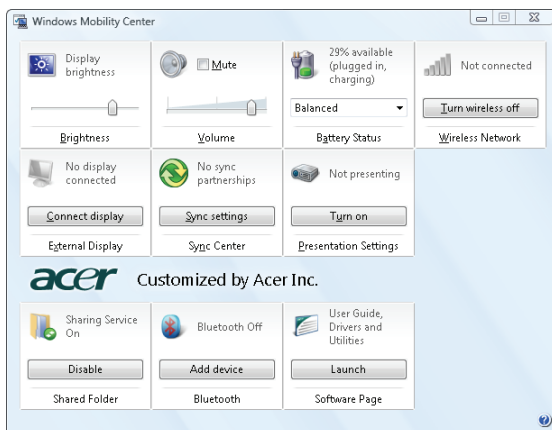 Windows Mobility Center
Display
brightness
Brightness
Mute
Volume
29% available
(plugged in,
charging)
Balanced
Battery Status
Not connected
Turn wireless off
Wireless Network
No display
connected
Connect display
External Display
No sync
partnerships
Sync settings
Sync Center
Not presenting
Turn on
Presentation Settings
acer Customized by Acer Inc.
Sharing Service
On
Disable
Shared Folder
Bluetooth Off
Add device
Bluetooth
User Guide,
Drivers and
Utilities
Launch
Software Page